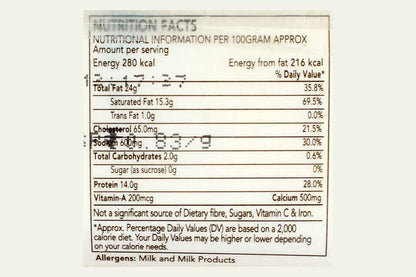 NUTRITION FACTS
NUTRITIONAL INFORMATION PER 100GRAM APPROX
Amount per serving
Energy 280 kcal Energy from fat 216 kcal
% Daily Value*
12:17:27
Total Fat 24g 35.8%
Saturated Fat 15.3g 69.5%
Trans Fat 1.0g 0.0%
Cholesterol 65.0mg 21.5%
Sodium 600mg 30.0%
Total Carbohydrates 2.0g 0.6%
Sugar (as sucrose) 0g 0%
Protein 14.0g 28.0%
Vitamin-A 200mcg Calcium 500mg
Not a significant source of Dietary fibre, Sugars, Vitamin C & Iron.
*Approx. Percentage Daily Values (DV) are based on a 2,000
calorie diet. Your Daily Values may be higher or lower depending
on your calorie needs.
Allergens: Milk and Milk Products